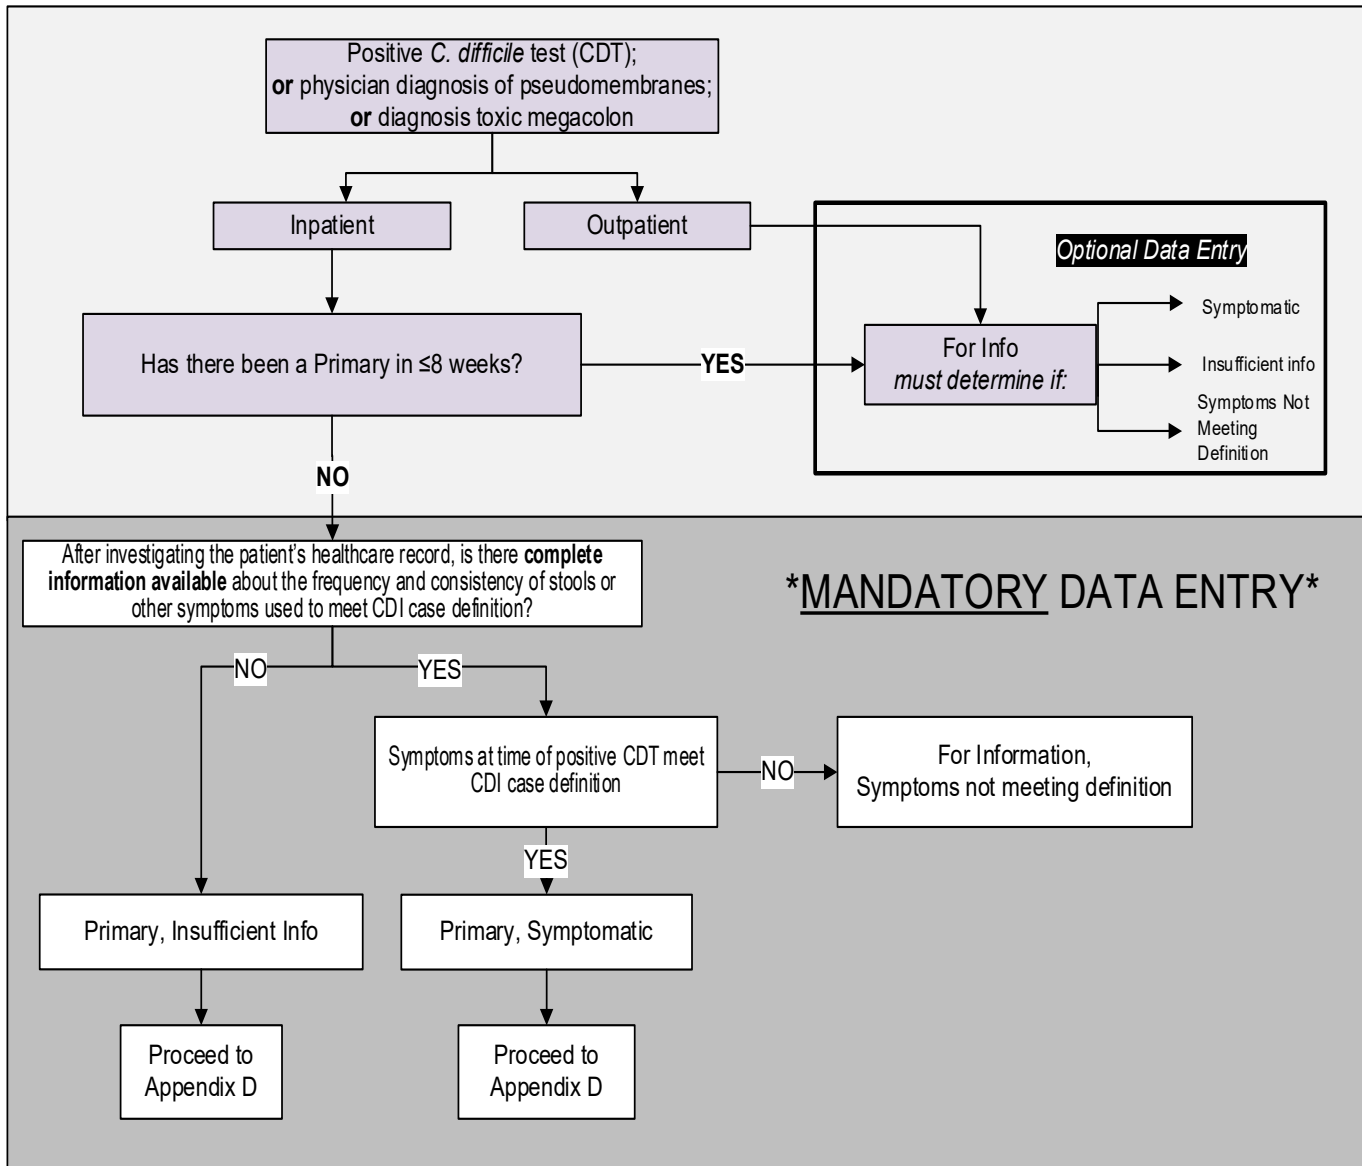 Positive C. difficile test (CDT);
or physician diagnosis of pseudomembranes;
or diagnosis toxic megacolon
Inpatient
Outpatient
Optional Data Entry
Symptomatic
Has there been a Primary in ≤8 weeks?
YES
For Info
must determine if:
Insufficient info
Symptoms Not
Meeting
Definition
NO
After investigating the patient's healthcare record, is there complete
information available about the frequency and consistency of stools or
other symptoms used to meet CDI case definition?
*MANDATORY DATA ENTRY*
NO
YES
Symptoms at time of positive CDT meet
CDI case definition
NO
For Information,
Symptoms not meeting definition
YES
Primary, Insufficient Info
Primary, Symptomatic
Proceed to
Appendix D
Proceed to
Appendix D